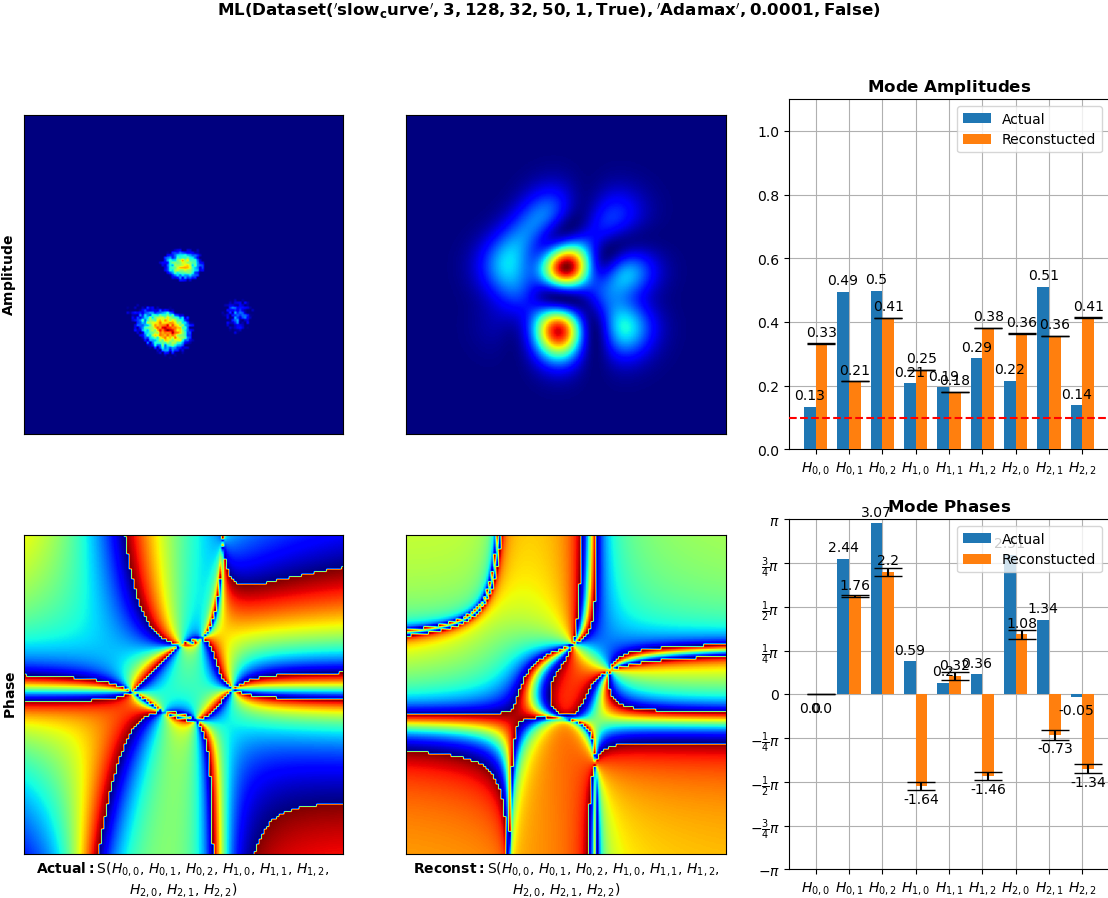 ML(Dataset('slow_curve', 3, 128, 32, 50, 1, True), 'Adamax', 0.0001, False)
Amplitude
Mode Amplitudes
Actual
Reconstucted
1.0
0.8
0.6
0.4
0.2
0.0
0.13
0.33
0.49
0.21
0.5
0.41
0.21
0.25
0.19
0.18
0.29
0.38
0.22
0.36
0.51
0.36
0.14
0.41
H0,0 H0,1 H0,2 H1,0 H1,1 H1,2 H2,0 H2,1 H2,2
Phase
Mode Phases
Actual
Reconstucted
π
3/4π
1/2π
1/4π
0
−1/4π
−1/2π
−3/4π
−π
0.0
0.0
2.44
1.76
3.07
2.2
0.59
-1.64
0.32
0.36
-1.46
1.08
1.34
-0.73
-0.05
-1.34
H0,0 H0,1 H0,2 H1,0 H1,1 H1,2 H2,0 H2,1 H2,2
Actual:S(H0,0, H0,1, H0,2, H1,0, H1,1, H1,2,
H2,0, H2,1, H2,2)
Reconst:S(H0,0, H0,1, H0,2, H1,0, H1,1, H1,2,
H2,0, H2,1, H2,2)